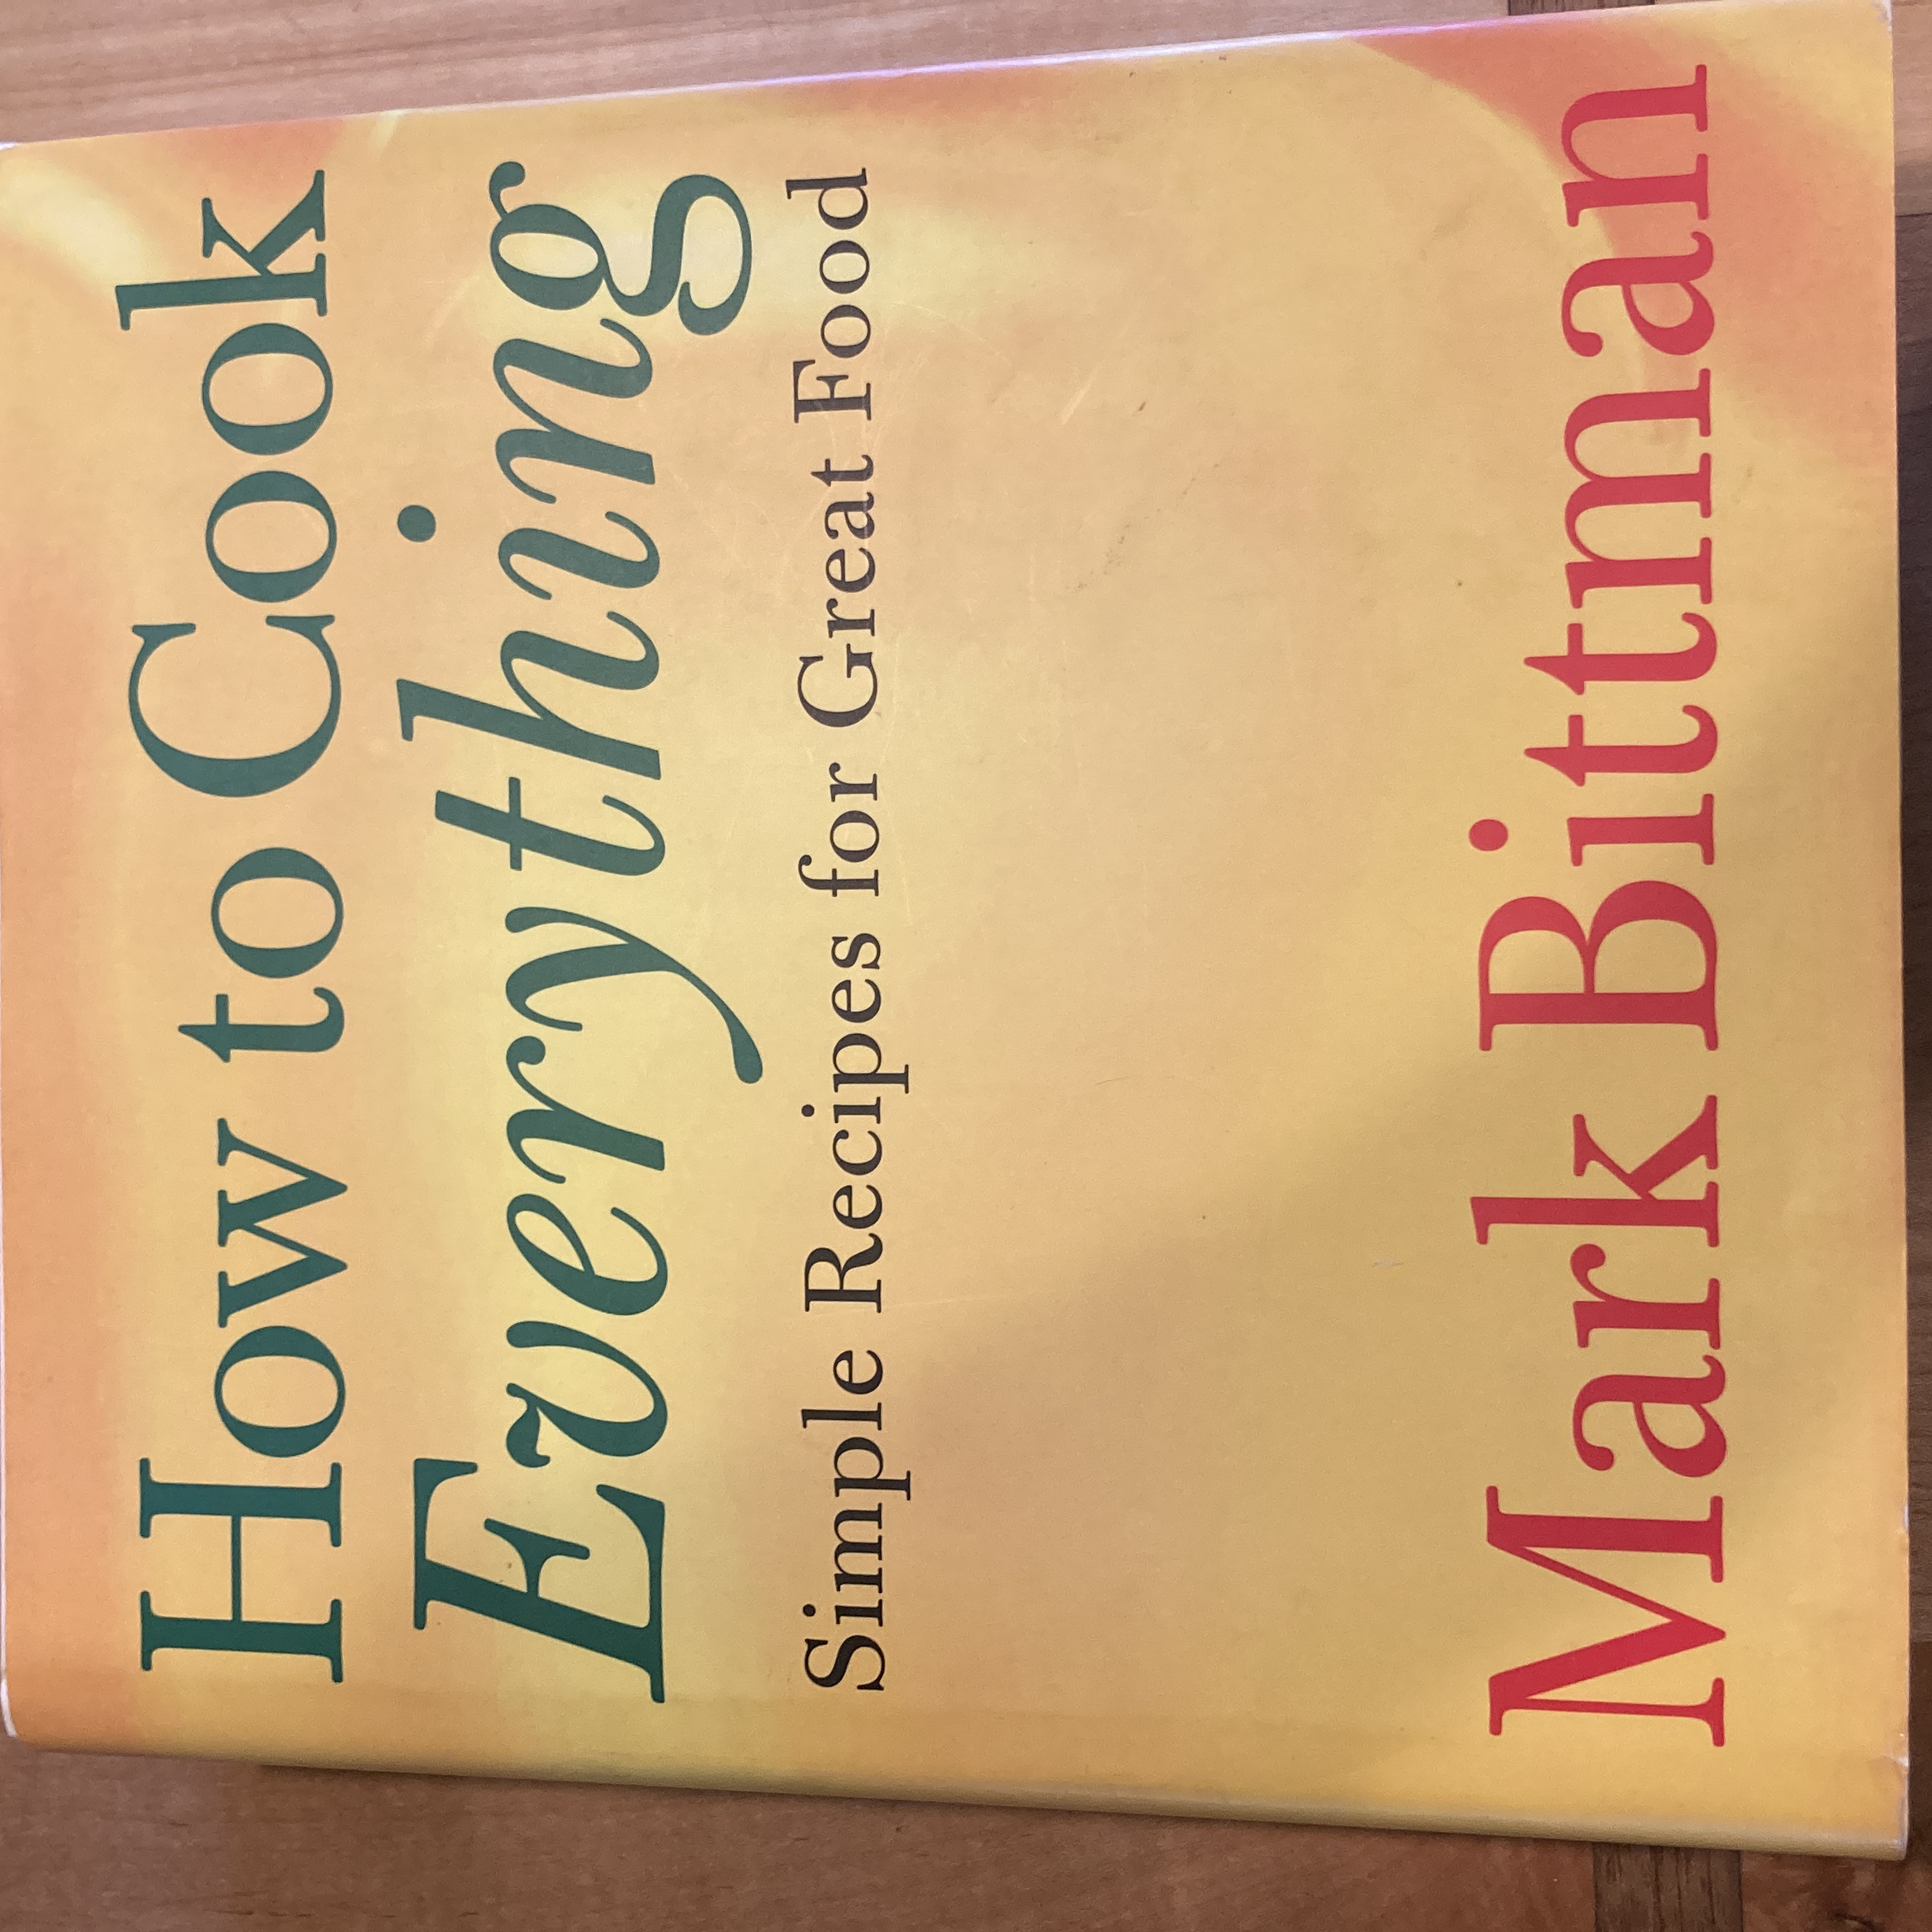 How to Cook
Everything
Simple Recipes for Great Food
Mark Bittman